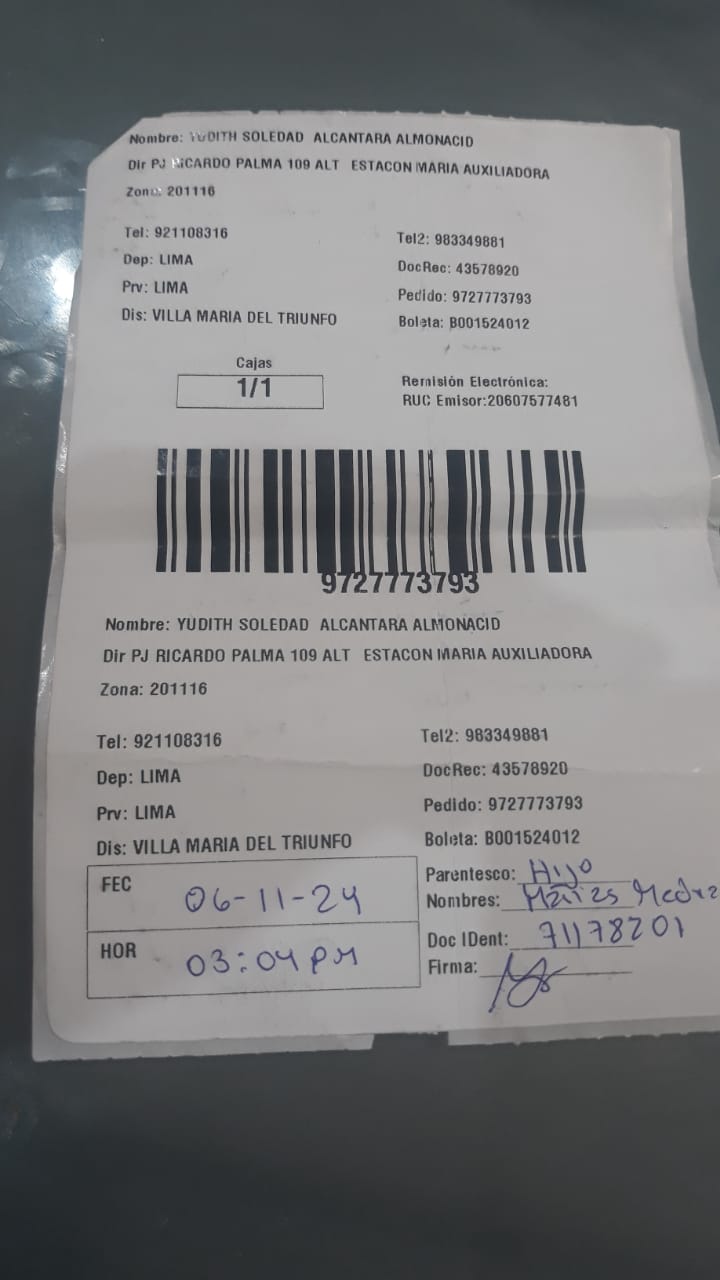 Nombre: YUDITH SOLEDAD ALCANTARA ALMONACID
Dir PJ RICARDO PALMA 109 ALT ESTACON MARIA AUXILIADORA
Zona: 201116
Tel: 921108316 Tel2: 983349881
Dep: LIMA DocRec: 43578920
Prv: LIMA Pedido: 9727773793
Dis: VILLA MARIA DEL TRIUNFO Boleta: B001524012
Cajas
1/1
Remisión Electrónica:
RUC Emisor:20607577481
9727773793
Nombre: YUDITH SOLEDAD ALCANTARA ALMONACID
Dir PJ RICARDO PALMA 109 ALT ESTACON MARIA AUXILIADORA
Zona: 201116
Tel: 921108316 Tel2: 983349881
Dep: LIMA DocRec: 43578920
Prv: LIMA Pedido: 9727773793
Dis: VILLA MARIA DEL TRIUNFO Boleta: B001524012
FEC 06-11-24
HOR 03:04 PM
Parentesco: Hijo
Nombres:
Doc IDent: 71178201
Firma: